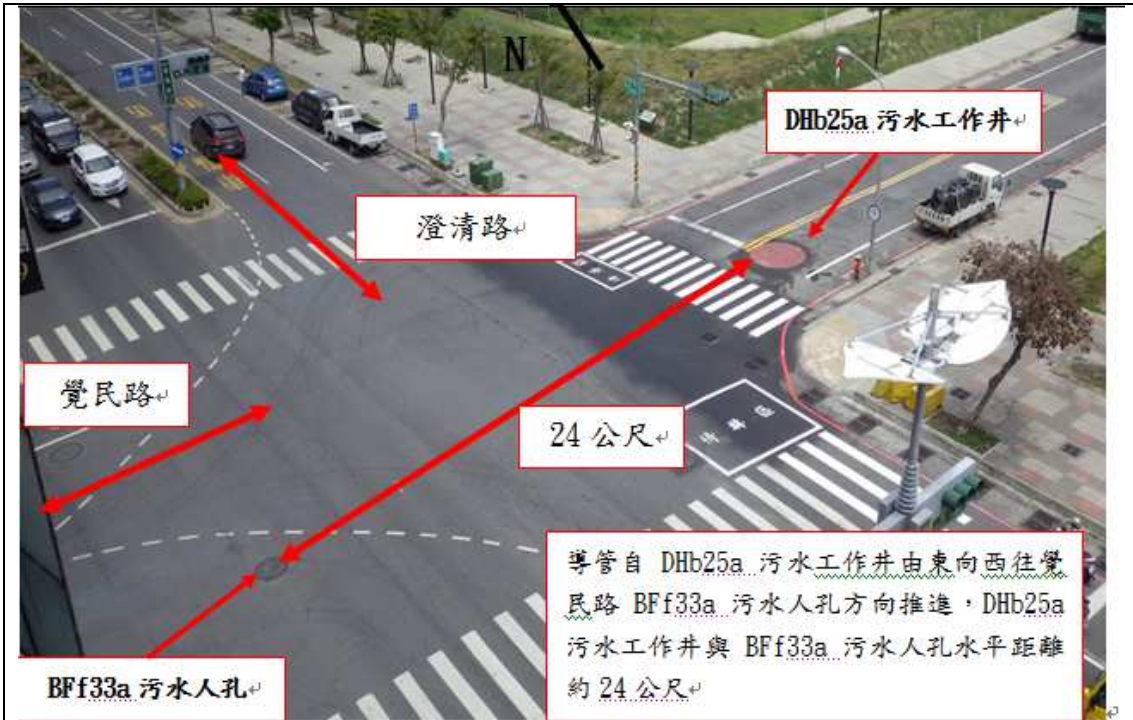 N
DHb25a 污水工作井
澄清路
覺民路
24 公尺
導管自 DHb25a 污水工作井由東向西往覺
民路 BFf33a 污水人孔方向推進，DHb25a
污水工作井與 BFf33a 污水人孔水平距離
約 24 公尺
BFf33a 污水人孔